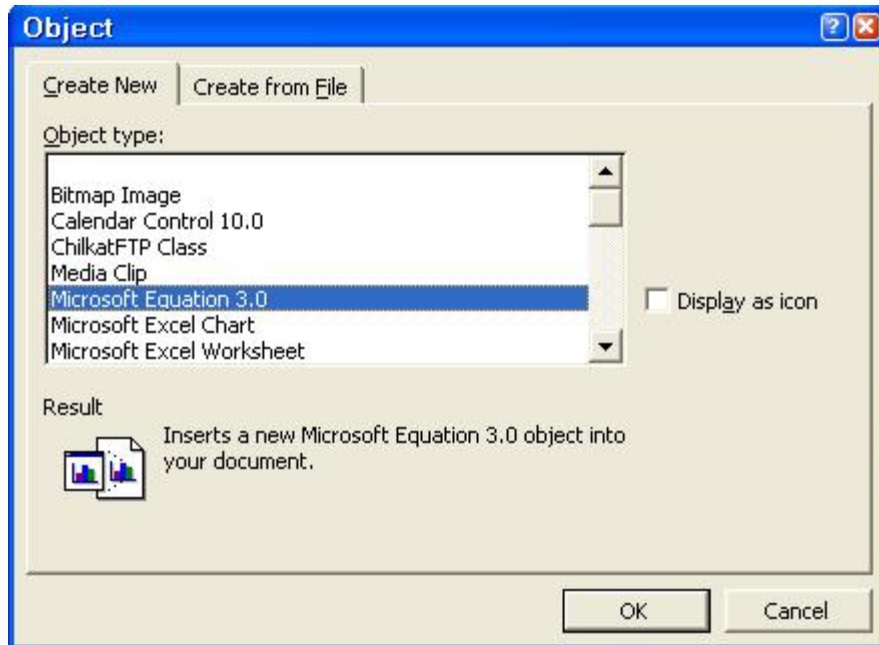 Object
Create New
Create from File
Object type:
Bitmap Image
Calendar Control 10.0
ChilkatFTP Class
Media Clip
Microsoft Equation 3.0
Microsoft Excel Chart
Microsoft Excel Worksheet
Display as icon
Result
Inserts a new Microsoft Equation 3.0 object into
your document.
OK
Cancel